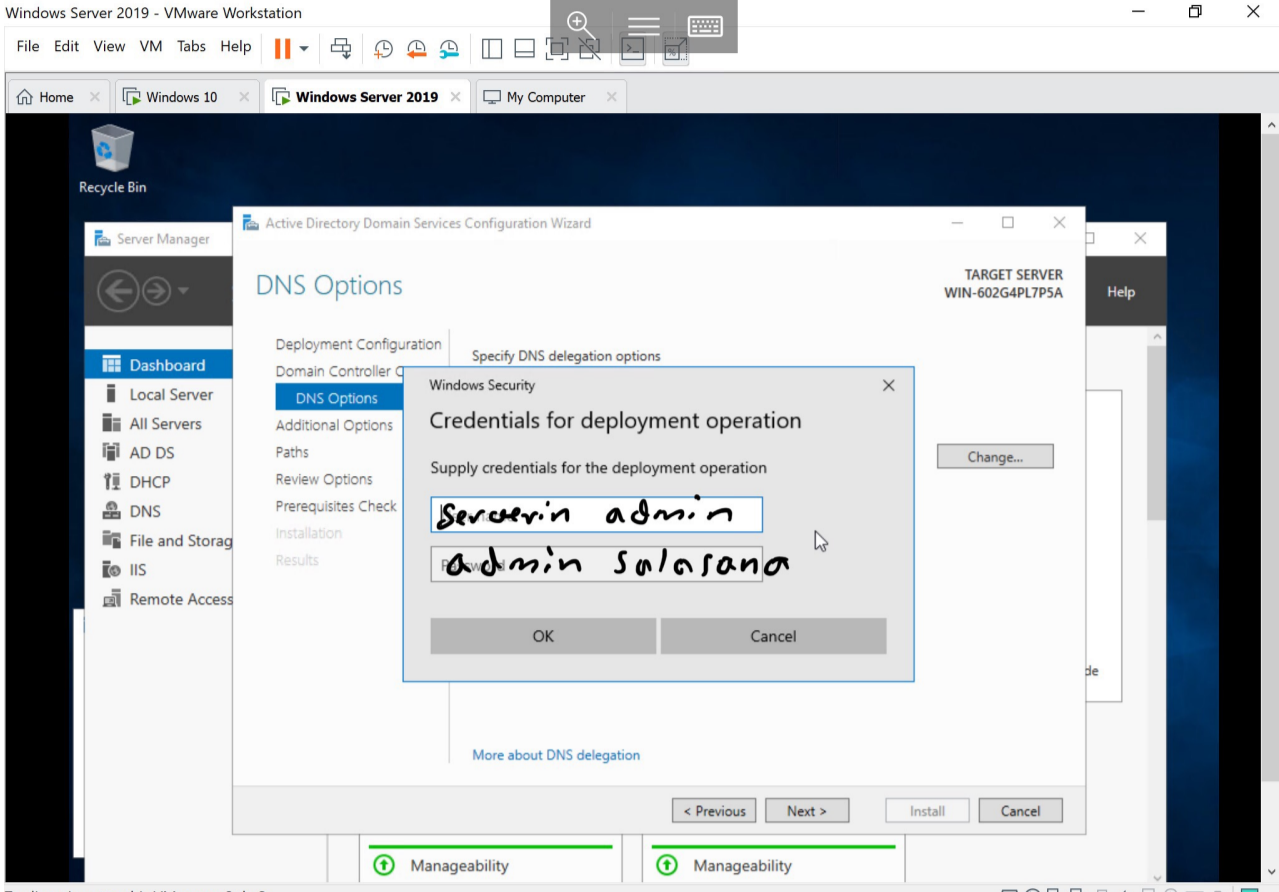 Windows Server 2019 - VMware Workstation
File Edit View VM Tabs Help
Home
Windows 10
Windows Server 2019
My Computer
Recycle Bin
Server Manager
Help
Dashboard
Local Server
All Servers
AD DS
DHCP
DNS
File and Storag
IIS
Remote Access
Active Directory Domain Services Configuration Wizard
DNS Options
TARGET SERVER
WIN-602G4PL7P5A
Deployment Configuration
Domain Controller
DNS Options
Additional Options
Paths
Review Options
Prerequisites Check
Installation
Results
Specify DNS delegation options
Change...
Windows Security
Credentials for deployment operation
Supply credentials for the deployment operation
Serverin admin
admin salasana
OK Cancel
More about DNS delegation
< Previous Next > Install Cancel
Manageability
Manageability